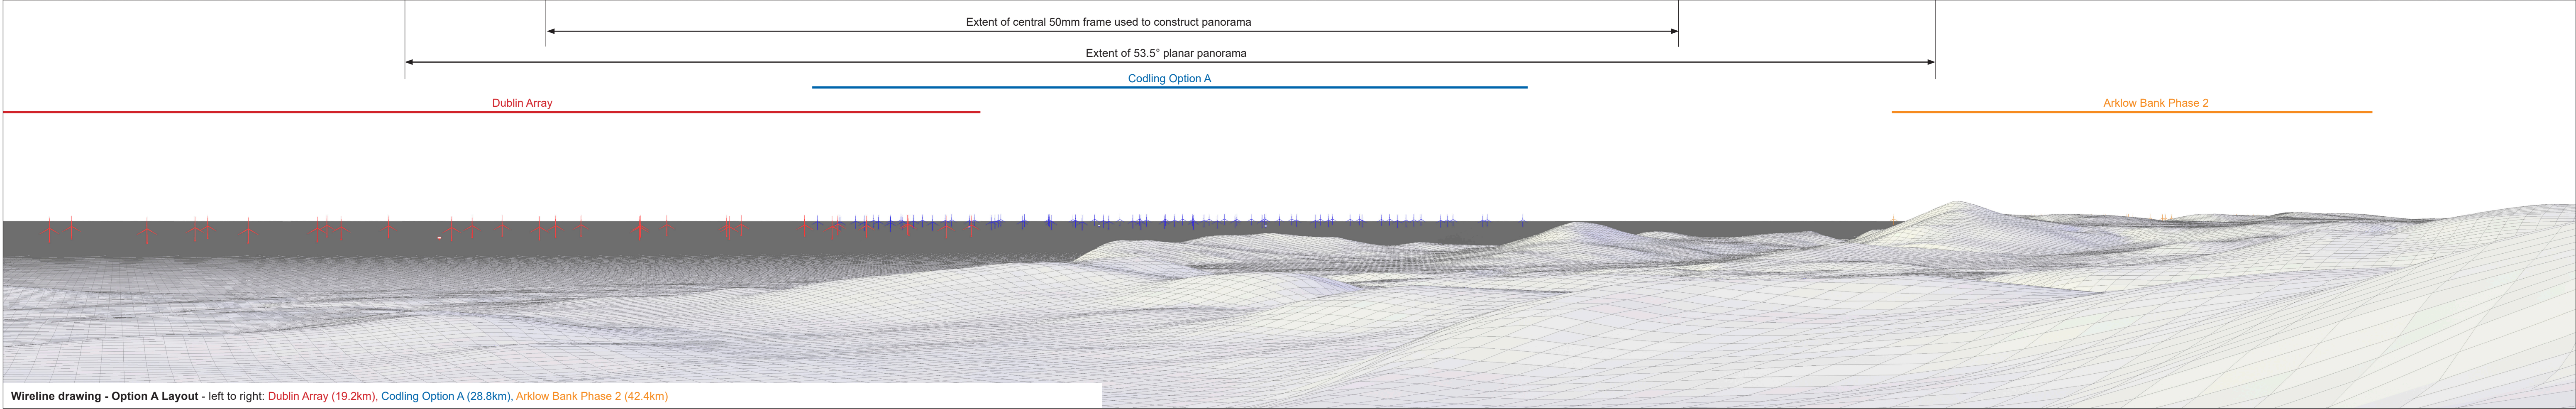 Extent of central 50mm frame used to construct panorama
Extent of 53.5° planar panorama
Codling Option A
Dublin Array
Arklow Bank Phase 2
Wireline drawing - Option A Layout - left to right: Dublin Array (19.2km), Codling Option A (28.8km), Arklow Bank Phase 2 (42.4km)